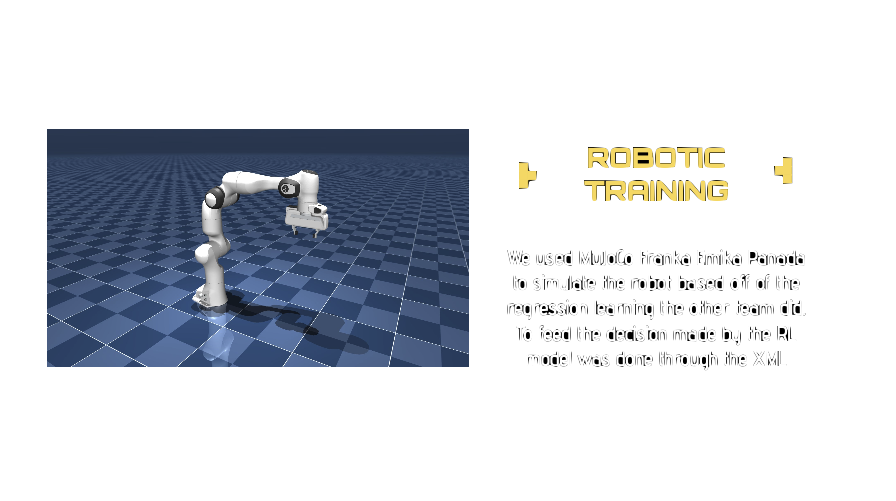 ROBOTIC
TRAINING
We used MuJoCo Franka Emika Panada
to simulate the robot based off of the
regression learning the other team did.
To feed the decision made by the RL
model was done through the XML.